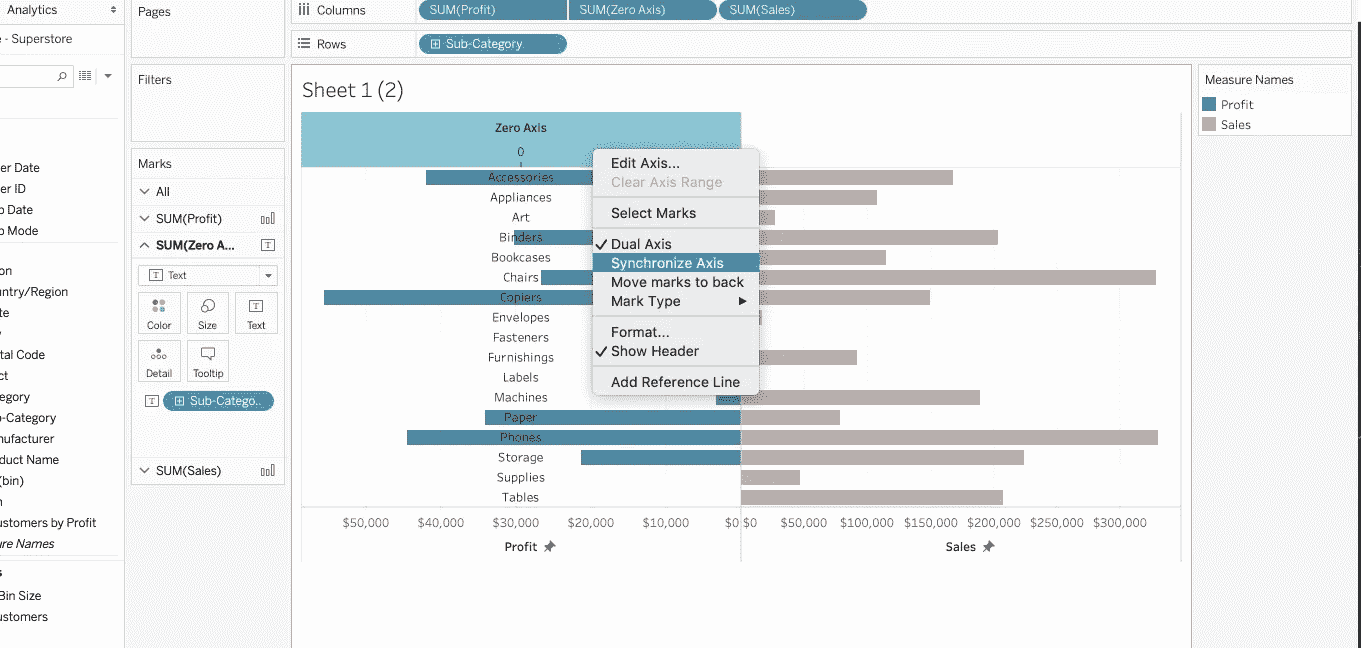 Analytics
- Superstore
er Date
er ID
p Date
p Mode
on
untry/Region
te
tal Code
ct
egory
-Category
nufacturer
duct Name
(bin)
n
ustomers by Profit
ure Names
s
Bin Size
ustomers
Pages
Filters
Marks
All
SUM(Profit)
SUM(Zero A...
Text
Color
Size
Text
Detail
Tooltip
Sub-Catego..
SUM(Sales)
Columns
SUM(Profit)
SUM(Zero Axis)
SUM(Sales)
Rows
Sub-Category
Sheet 1 (2)
Zero Axis
0
Accessories
Appliances
Art
Binders
Bookcases
Chairs
Copiers
Envelopes
Fasteners
Furnishings
Labels
Machines
Paper
Phones
Storage
Supplies
Tables
$50,000 $40,000 $30,000 $20,000 $10,000 $0 $0 $50,000 $100,000 $150,000 $200,000 $250,000 $300,000
Profit
Sales
Edit Axis...
Clear Axis Range
Select Marks
Dual Axis
Synchronize Axis
Move marks to back
Mark Type
Format...
Show Header
Add Reference Line
Measure Names
Profit
Sales